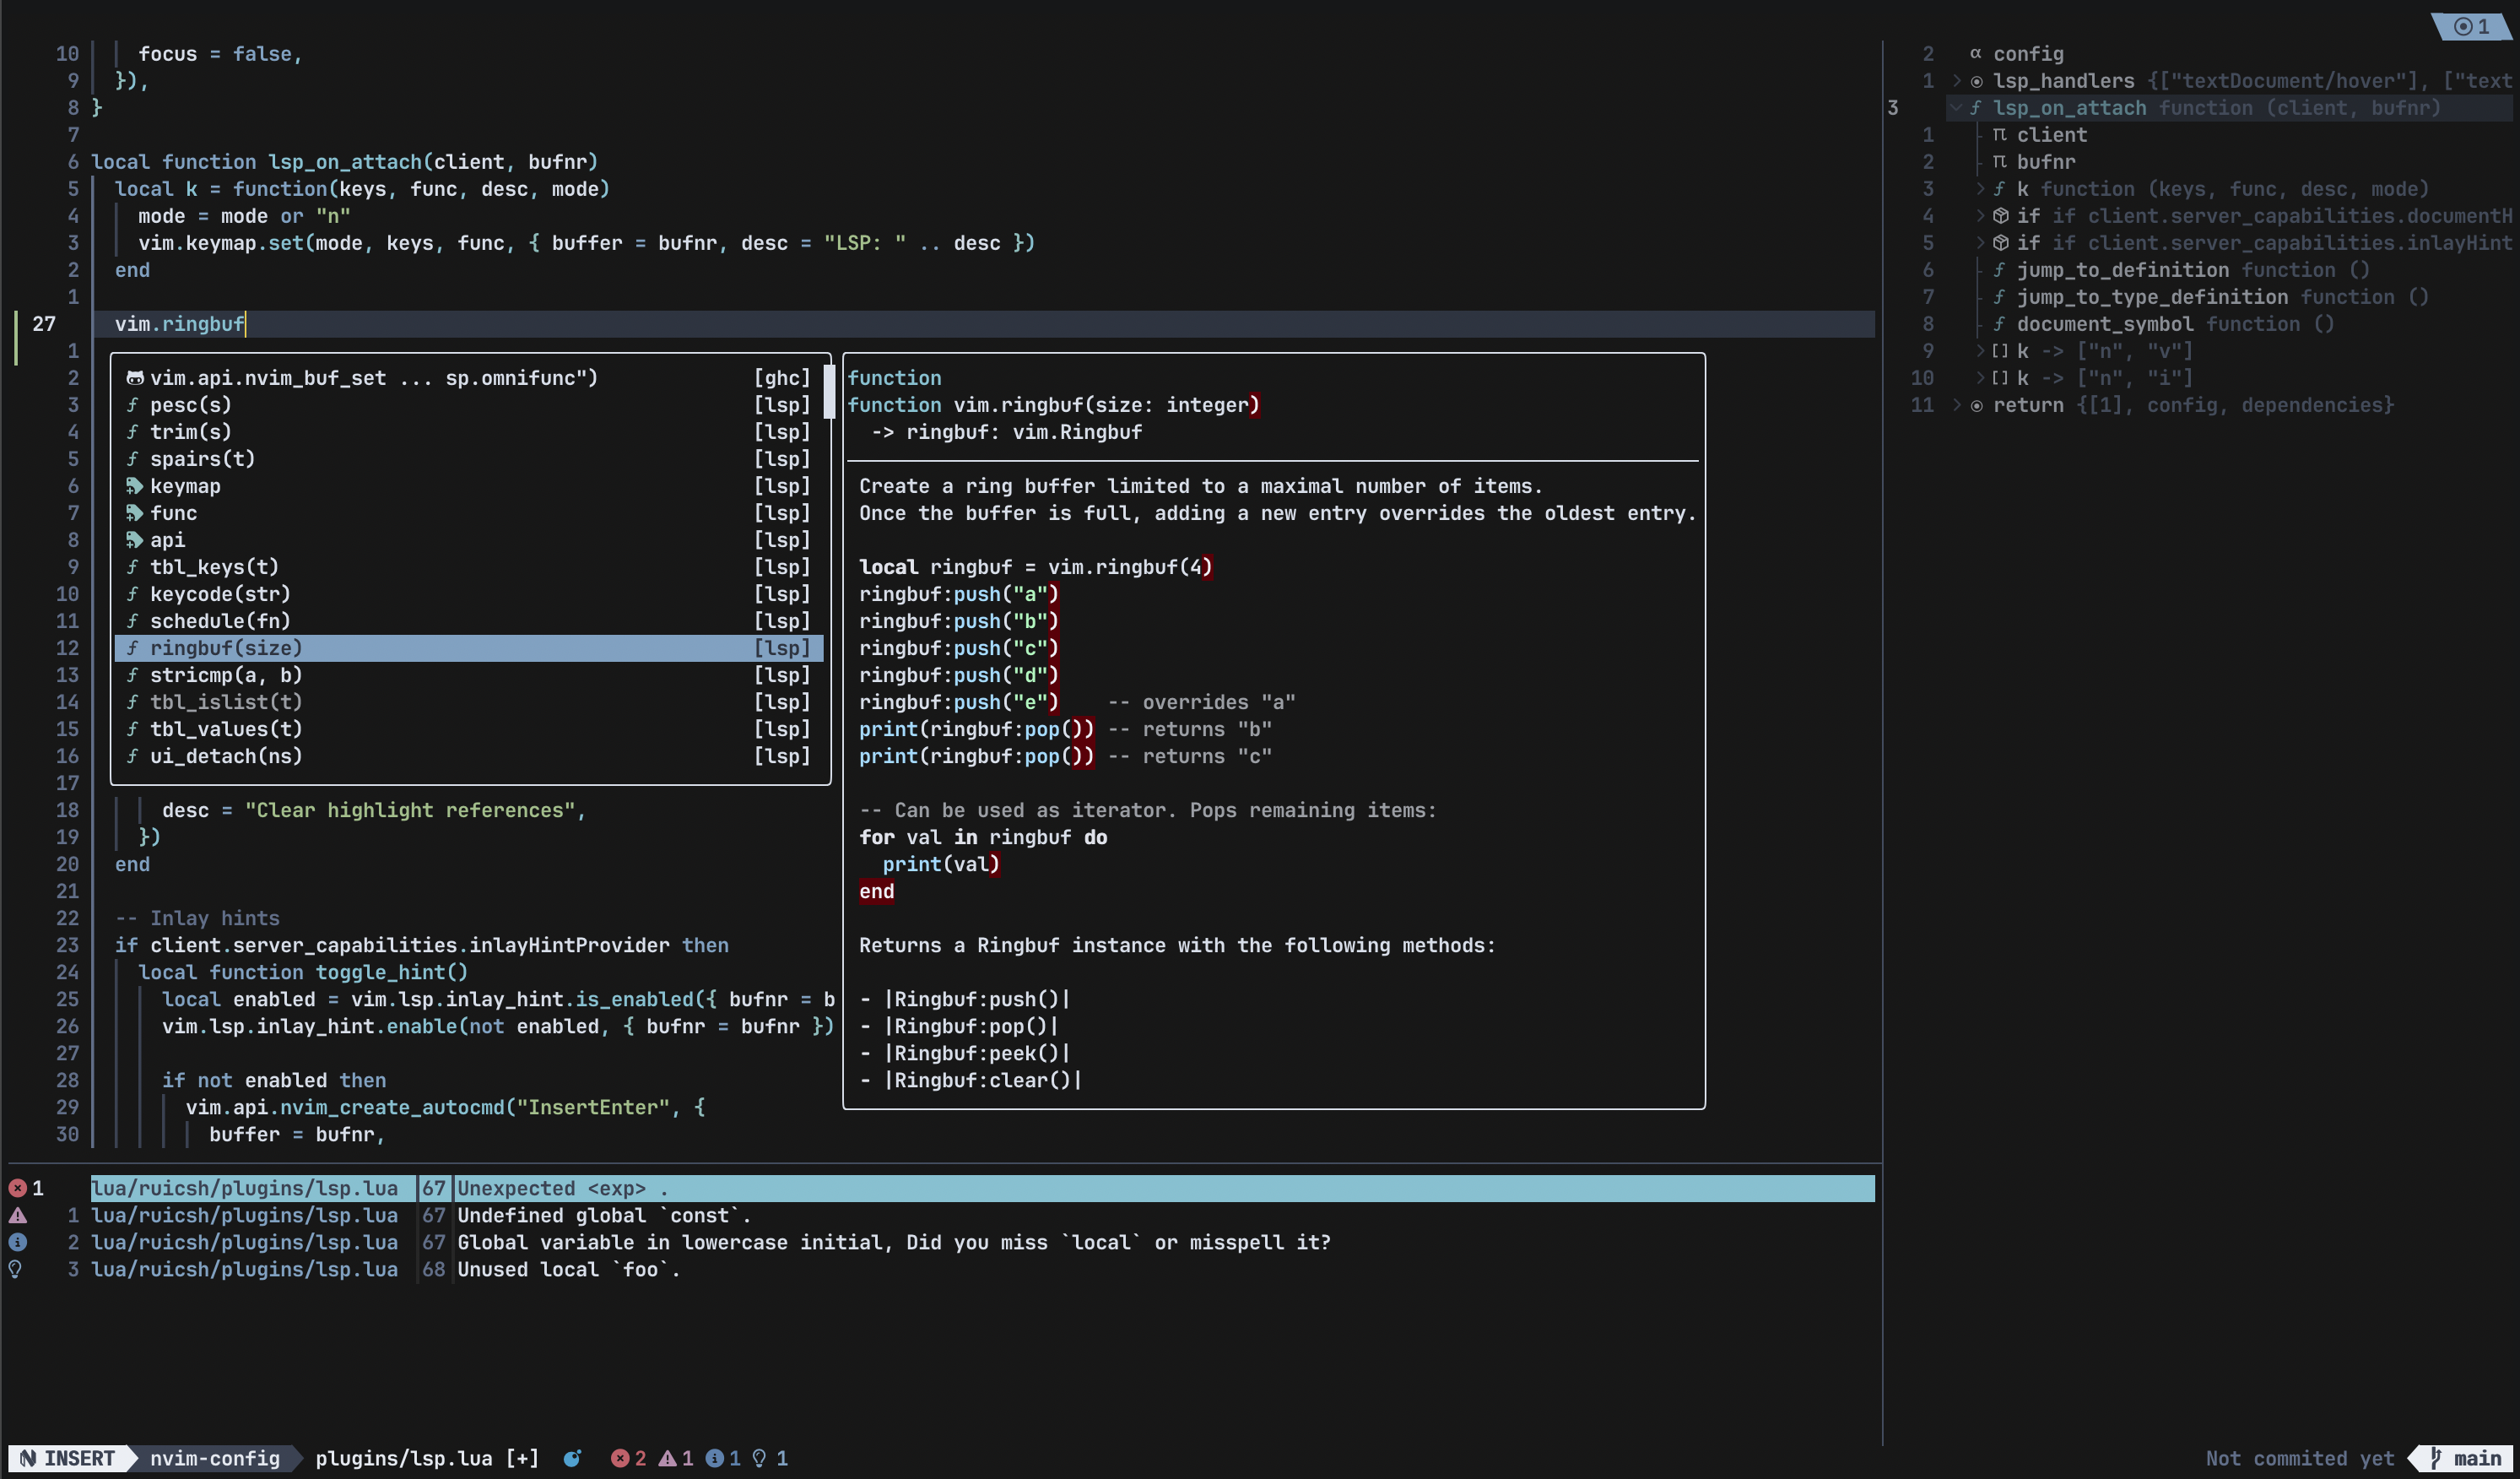 1
10 focus = false,
9 }),
8 }
7
6 local function lsp_on_attach(client, bufnr)
5 local k = function(keys, func, desc, mode)
4 mode = mode or "n"
3 vim.keymap.set(mode, keys, func, { buffer = bufnr, desc = "LSP: " .. desc })
2 end
1
27 vim.ringbuf
1
2
3
4
5
6
7
8
9
10
11
12
13
14
15
16
17
vim.api.nvim_buf_set ... sp.omnifunc") [ghc]
f pesc(s) [lsp]
f trim(s) [lsp]
f spairs(t) [lsp]
keymap [lsp]
func [lsp]
api [lsp]
f tbl_keys(t) [lsp]
f keycode(str) [lsp]
f schedule(fn) [lsp]
f ringbuf(size) [lsp]
f stricmp(a, b) [lsp]
f tbl_islist(t) [lsp]
f tbl_values(t) [lsp]
f ui_detach(ns) [lsp]
function
function vim.ringbuf(size: integer)
-> ringbuf: vim.Ringbuf
Create a ring buffer limited to a maximal number of items.
Once the buffer is full, adding a new entry overrides the oldest entry.
local ringbuf = vim.ringbuf(4)
ringbuf:push("a")
ringbuf:push("b")
ringbuf:push("c")
ringbuf:push("d")
ringbuf:push("e") -- overrides "a"
print(ringbuf:pop()) -- returns "b"
print(ringbuf:pop()) -- returns "c"
-- Can be used as iterator. Pops remaining items:
for val in ringbuf do
print(val)
end
Returns a Ringbuf instance with the following methods:
- |Ringbuf:push()|
- |Ringbuf:pop()|
- |Ringbuf:peek()|
- |Ringbuf:clear()|
18 desc = "Clear highlight references",
19 })
20 end
21
22 -- Inlay hints
23 if client.server_capabilities.inlayHintProvider then
24 local function toggle_hint()
25 local enabled = vim.lsp.inlay_hint.is_enabled({ bufnr = b
26 vim.lsp.inlay_hint.enable(not enabled, { bufnr = bufnr })
27
28 if not enabled then
29 vim.api.nvim_create_autocmd("InsertEnter", {
30 buffer = bufnr,
2 α config
1 > lsp_handlers {["textDocument/hover"], ["text
3 f lsp_on_attach function (client, bufnr)
1 π client
2 π bufnr
3 > f k function (keys, func, desc, mode)
4 > if if client.server_capabilities.documentH
5 > if if client.server_capabilities.inlayHint
6 f jump_to_definition function ()
7 f jump_to_type_definition function ()
8 f document_symbol function ()
9 > [] k -> ["n", "v"]
10 > [] k -> ["n", "i"]
11 > return {[1], config, dependencies}
1 lua/ruicsh/plugins/lsp.lua 67 Unexpected <exp> .
1 lua/ruicsh/plugins/lsp.lua 67 Undefined global `const`.
2 lua/ruicsh/plugins/lsp.lua 67 Global variable in lowercase initial, Did you miss `local` or misspell it?
3 lua/ruicsh/plugins/lsp.lua 68 Unused local `foo`.
INSERT nvim-config plugins/lsp.lua [+] 2 1 1 1 Not commited yet main